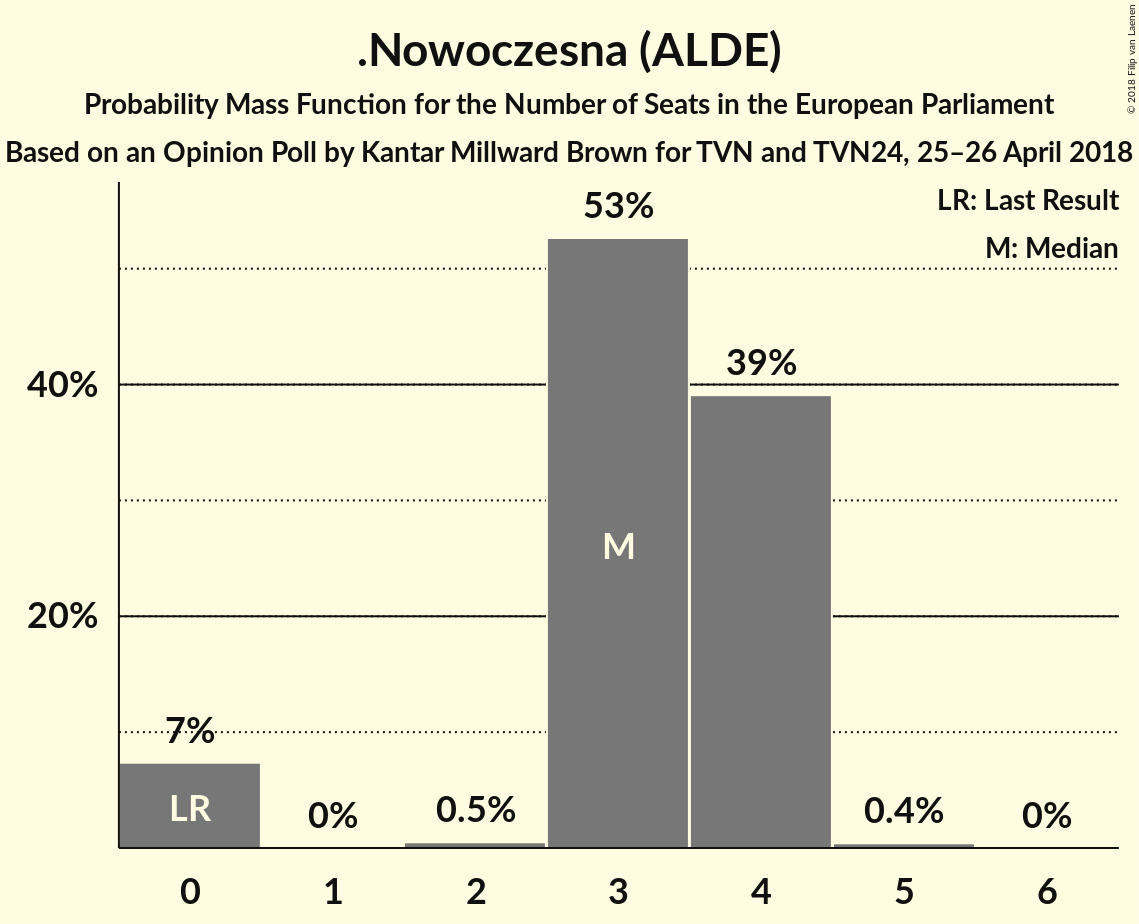 .Nowoczesna (ALDE)
Probability Mass Function for the Number of Seats in the European Parliament
Based on an Opinion Poll by Kantar Millward Brown for TVN and TVN24, 25–26 April 2018
© 2018 Filip van Laenen
LR: Last Result
M: Median
53%
39%
40%
M
20%
7%
LR
0%
0.5%
0.4%
0%
0 1 2 3 4 5 6